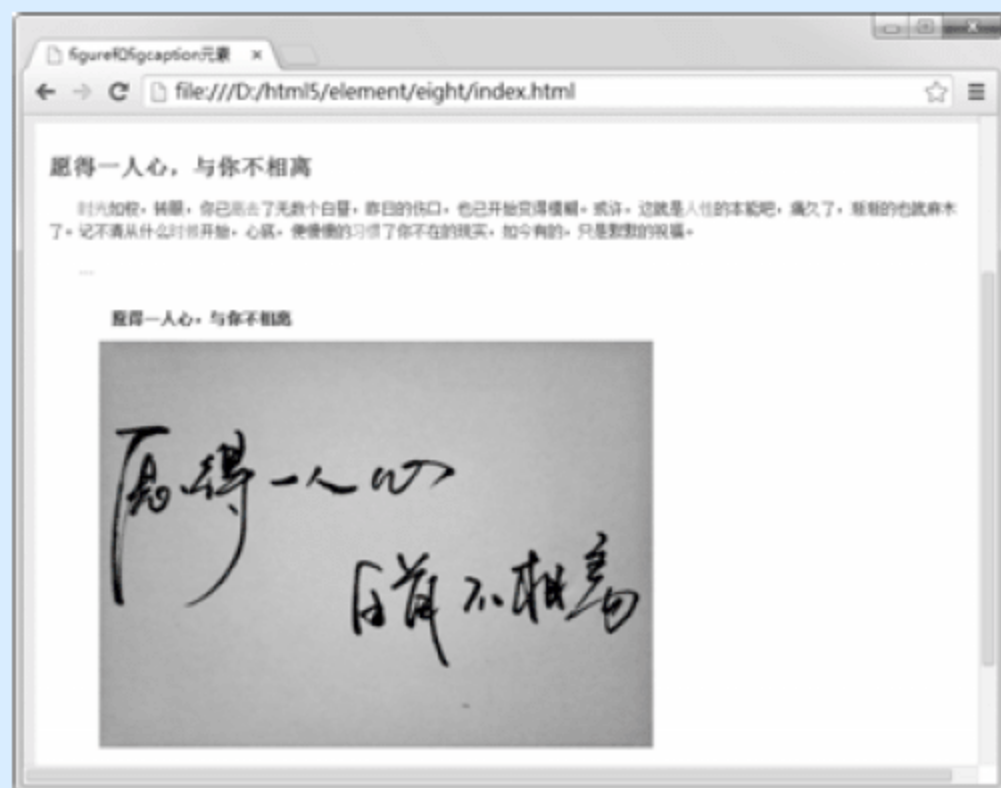 figure和figcaption元素
file:///D:/html5/element/eight/index.html
愿得一人心，与你不相离
时光如梭，转眼，你已离去了无数个白昼，昨日的伤口，也已开始变得模糊。或许，这就是人性的本能吧，痛久了，渐渐的也就麻木
了。记不清从什么时候开始，心底，便慢慢的习惯了你不在的现实，如今有的，只是默默的祝福。
...
愿得一人心，与你不相离
愿得一人心
白首不相离